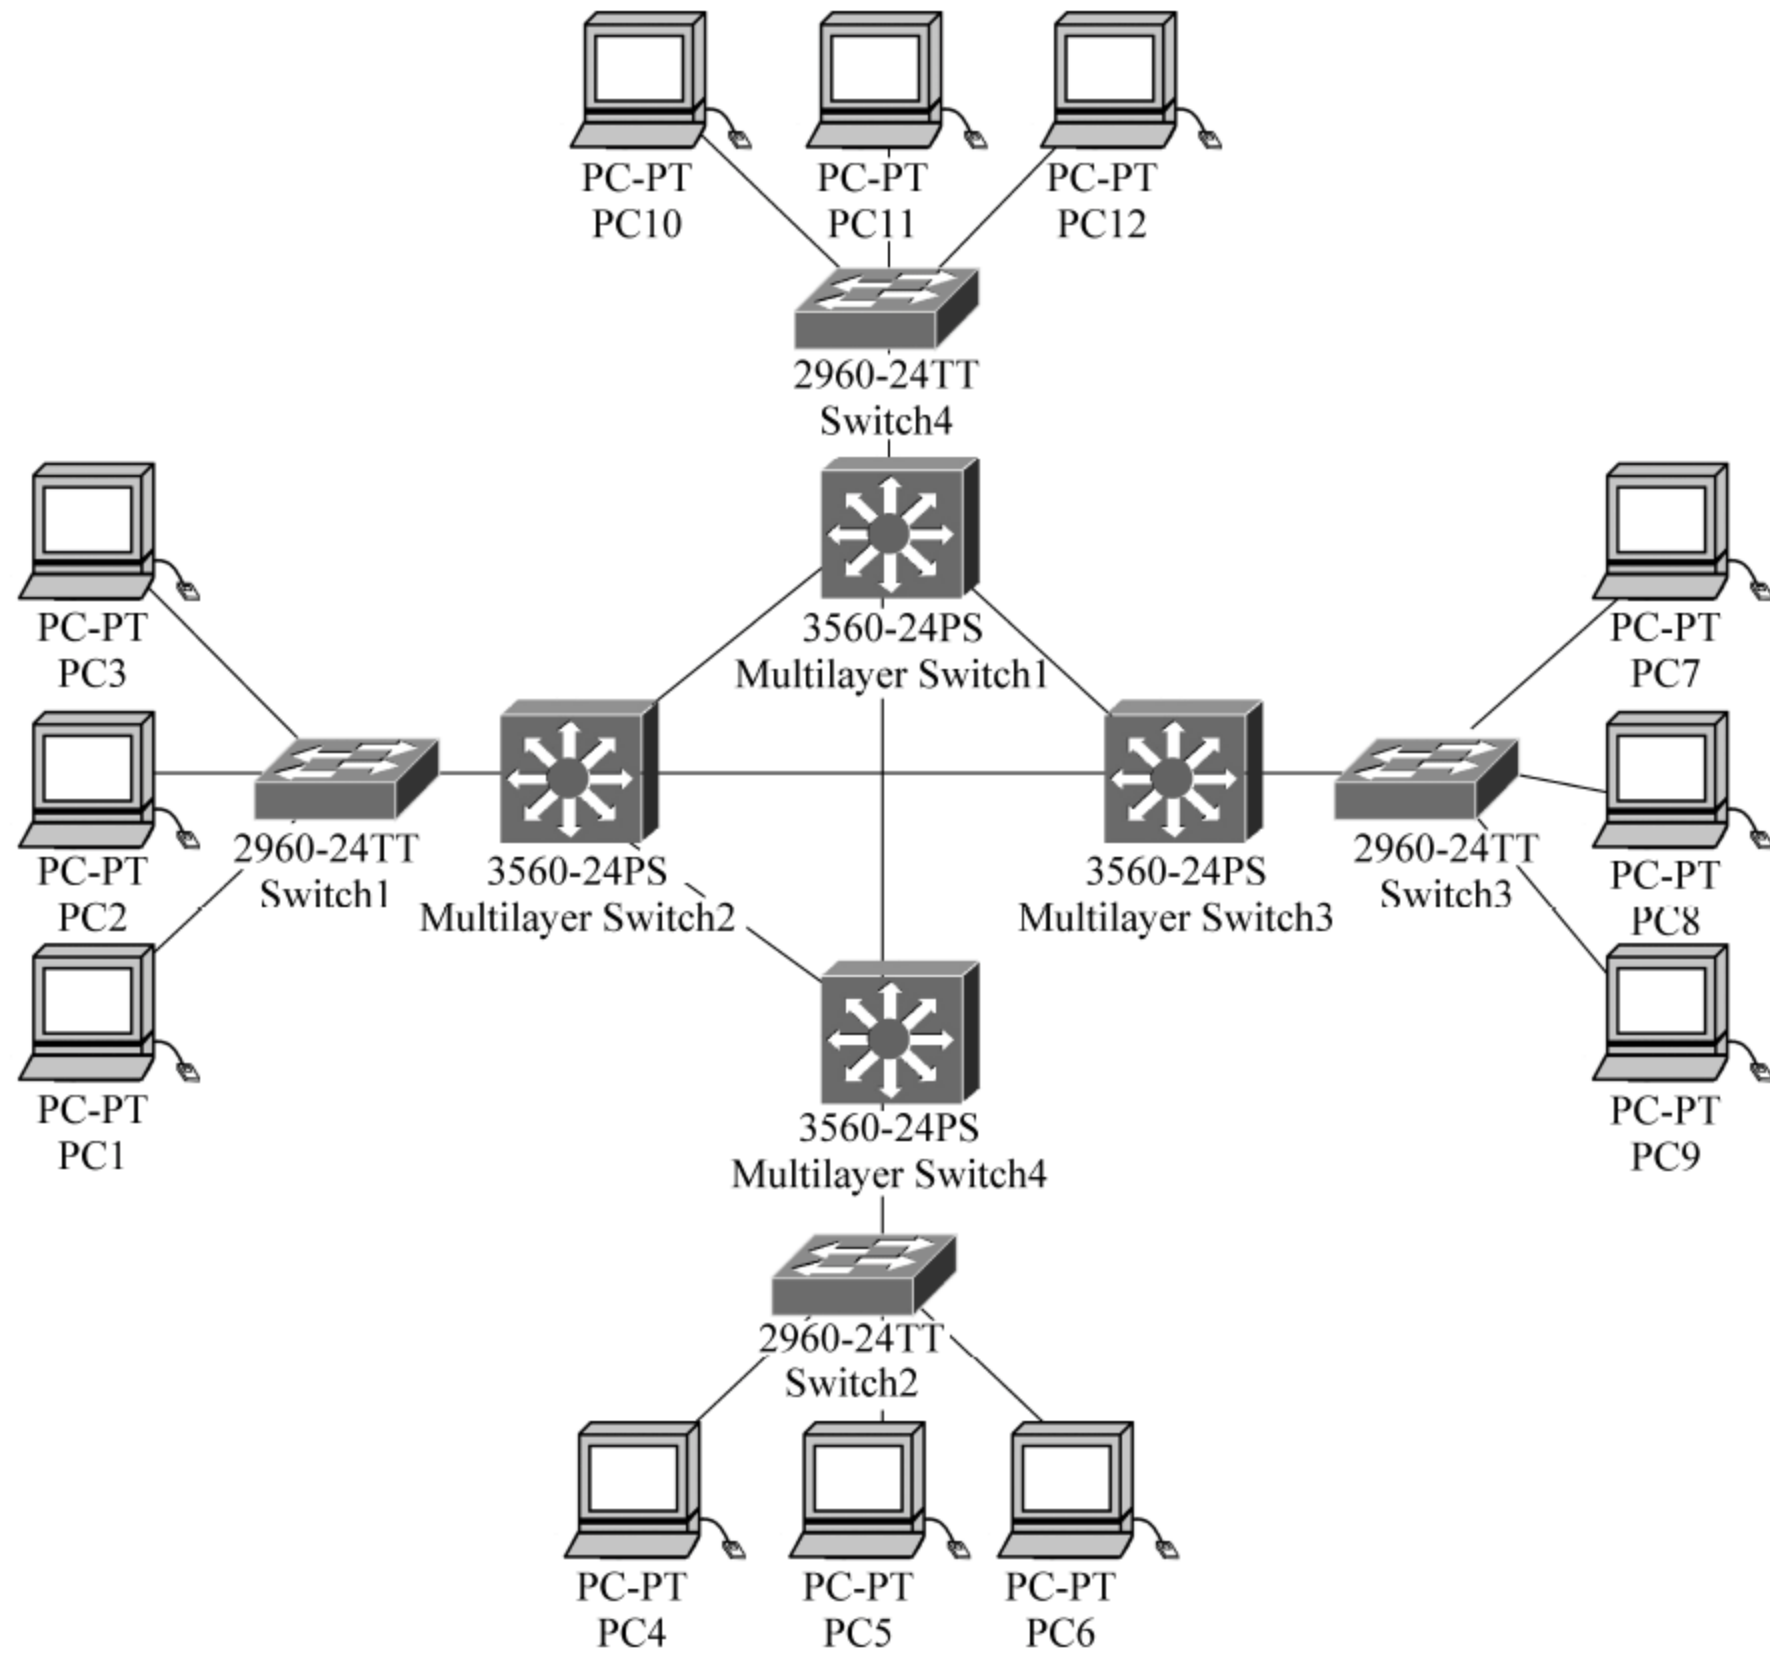 PC-PT
PC10
PC-PT
PC11
PC-PT
PC12
2960-24TT
Switch4
3560-24PS
Multilayer Switch1
PC-PT
PC3
PC-PT
PC2
PC-PT
PC1
2960-24TT
Switch1
3560-24PS
Multilayer Switch2
3560-24PS
Multilayer Switch3
2960-24TT
Switch3
PC-PT
PC7
PC-PT
PC8
PC-PT
PC9
3560-24PS
Multilayer Switch4
2960-24TT
Switch2
PC-PT
PC4
PC-PT
PC5
PC-PT
PC6